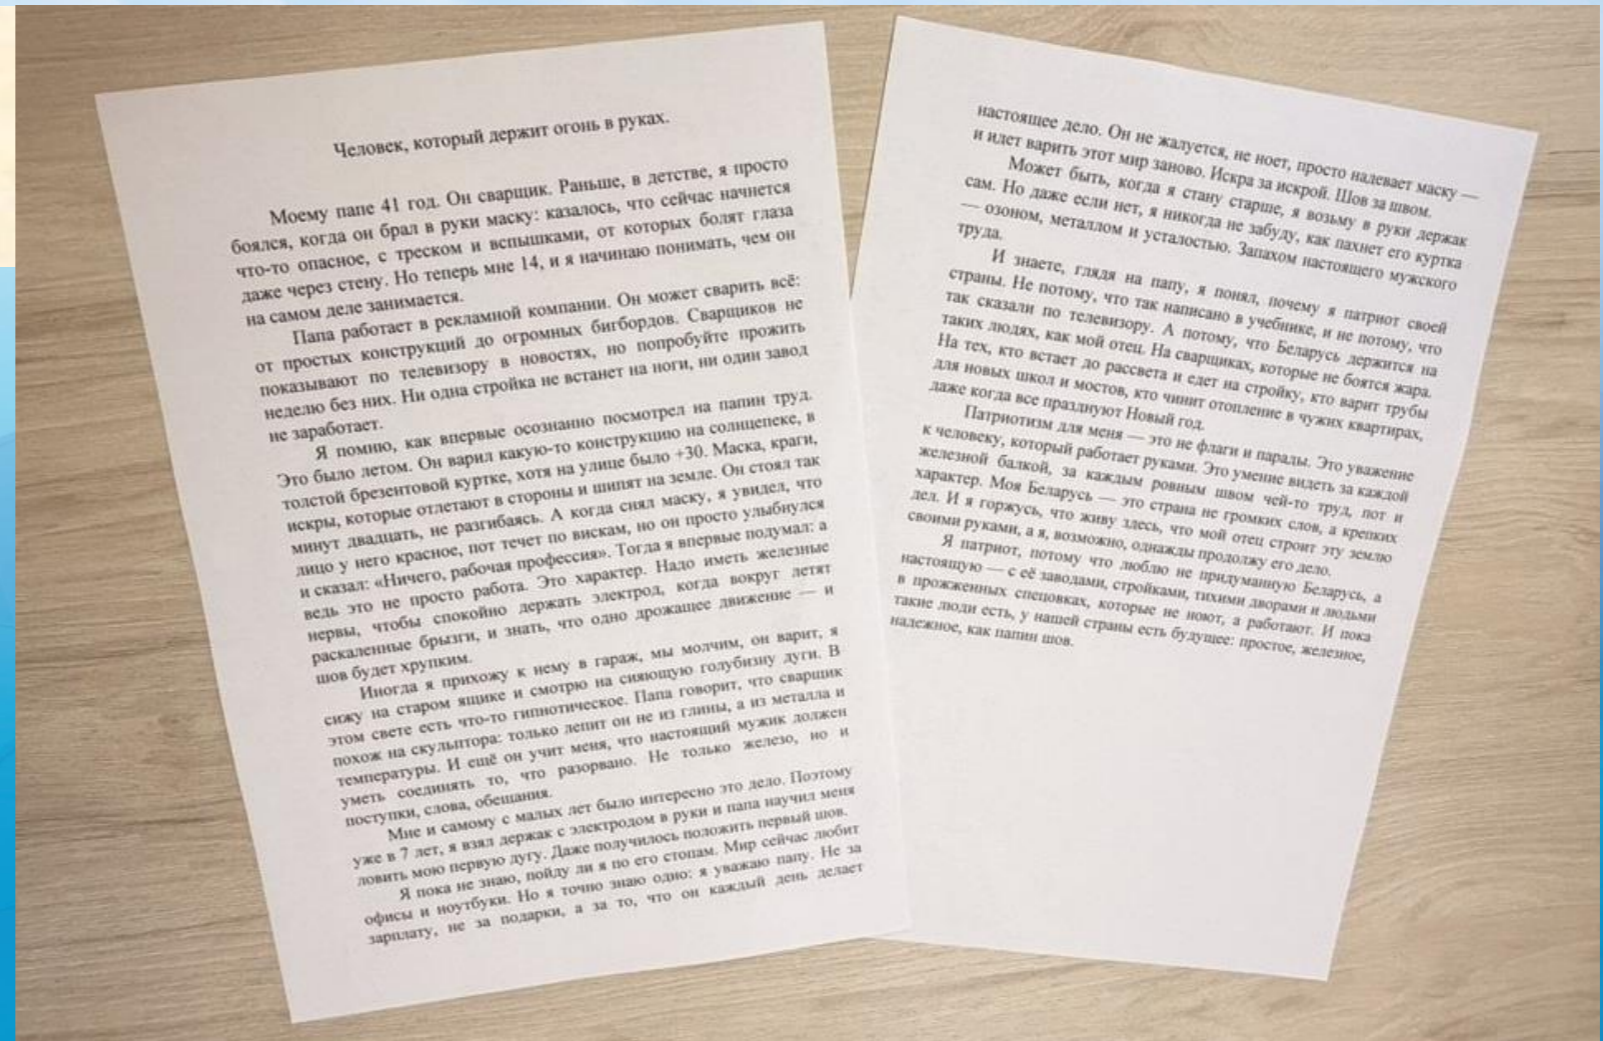 Человек, который держит огонь в руках.
Моему папе 41 год. Он сварщик. Раньше, в детстве, я просто
боялся, когда он брал в руки маску: казалось, что сейчас начнется
что-то опасное, с треском и вспышками, от которых болят глаза
даже через стену. Но теперь мне 14, и я начинаю понимать, чем он
на самом деле занимается.
Папа работает в рекламной компании. Он может сварить всё:
от простых конструкций до огромных бигбордов. Сварщиков не
показывают по телевизору в новостях, но попробуйте прожить
неделю без них. Ни одна стройка не встанет на ноги, ни один завод
не заработает.
Я помню, как впервые осознанно посмотрел на папин труд.
Это было летом. Он варил какую-то конструкцию на солнцепеке, в
толстой брезентовой куртке, хотя на улице было +30. Маска, краги,
искры, которые отлетают в стороны и шипят на земле. Он стоял так
минут двадцать, не разгибаясь. А когда снял маску, я увидел, что
лицо у него красное, пот течет по вискам, но он просто улыбнулся
и сказал: «Ничего, рабочая профессия». Тогда я впервые подумал: а
ведь это не просто работа. Это характер. Надо иметь железные
нервы, чтобы спокойно держать электрод, когда вокруг летят
раскаленные брызги, и знать, что одно дрожащее движение — и
шов будет хрупким.
Иногда я прихожу к нему в гараж, мы молчим, он варит, я
сижу на старом ящике и смотрю на сияющую голубизну дуги. В
этом свете есть что-то гипнотическое. Папа говорит, что сварщик
похож на скульптора: только лепит он не из глины, а из металла и
температуры. И ещё он учит меня, что настоящий мужик должен
уметь соединять то, что разорвано. Не только железо, но и
поступки, слова, обещания.
Мне и самому с малых лет было интересно это дело. Поэтому
уже в 7 лет, я взял держак с электродом в руки и папа научил меня
ловить мою первую дугу. Даже получилось положить первый шов.
Я пока не знаю, пойду ли я по его стопам. Мир сейчас любит
офисы и ноутбуки. Но я точно знаю одно: я уважаю папу. Не за
зарплату, не за подарки, а за то, что он каждый день делает
настоящее дело. Он не жалуется, не ноет, просто надевает маску —
и идет варить этот мир заново. Искра за искрой. Шов за швом.
Может быть, когда я стану старше, я возьму в руки держак
сам. Но даже если нет, я никогда не забуду, как пахнет его куртка
— озоном, металлом и усталостью. Запахом настоящего мужского
труда.
И знаете, глядя на папу, я понял, почему я патриот своей
страны. Не потому, что так написано в учебнике, и не потому, что
так сказали по телевизору. А потому, что Беларусь держится на
таких людях, как мой отец. На сварщиках, которые не боятся жара.
На тех, кто встает до рассвета и едет на стройку, кто варит трубы
для новых школ и мостов, кто чинит отопление в чужих квартирах,
даже когда все празднуют Новый год.
Патриотизм для меня — это не флаги и парады. Это уважение
к человеку, который работает руками. Это умение видеть за каждой
железной балкой, за каждым ровным швом чей-то труд, пот и
характер. Моя Беларусь — это страна не громких слов, а крепких
дел. И я горжусь, что живу здесь, что мой отец строит эту землю
своими руками, а я, возможно, однажды продолжу его дело.
Я патриот, потому что люблю не придуманную Беларусь, а
настоящую — с её заводами, стройками, тихими дворами и людьми
в прожженных спецовках, которые не ноют, а работают. И пока
такие люди есть, у нашей страны есть будущее: простое, железное,
надежное, как папин шов.